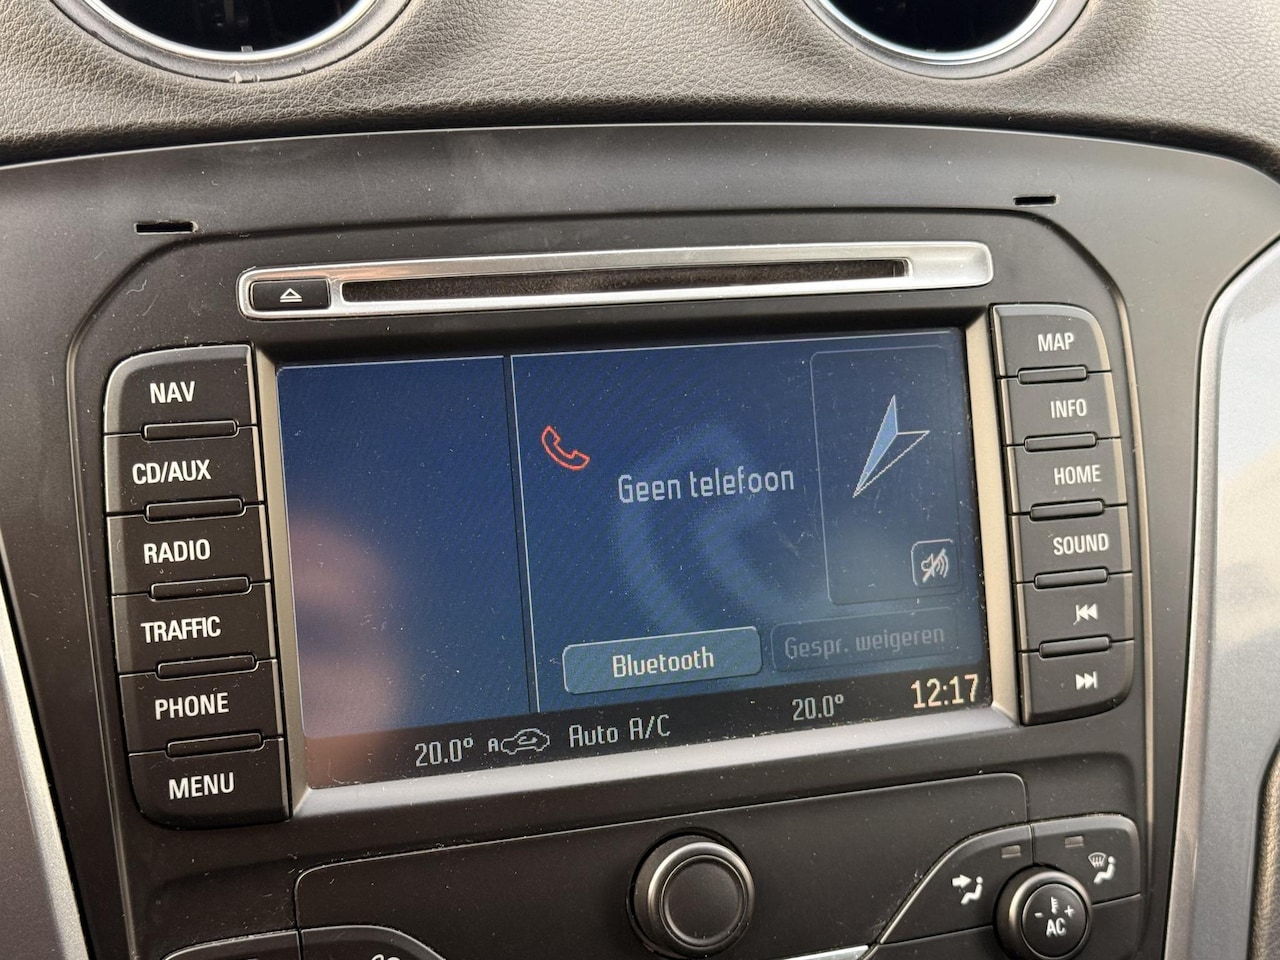 NAV
CD/AUX
RADIO
TRAFFIC
PHONE
MENU
Geen telefoon
Bluetooth
Gespr. weigeren
20.0° A Auto A/C 20.0° 12:17
MAP
INFO
HOME
SOUND
- +
AC